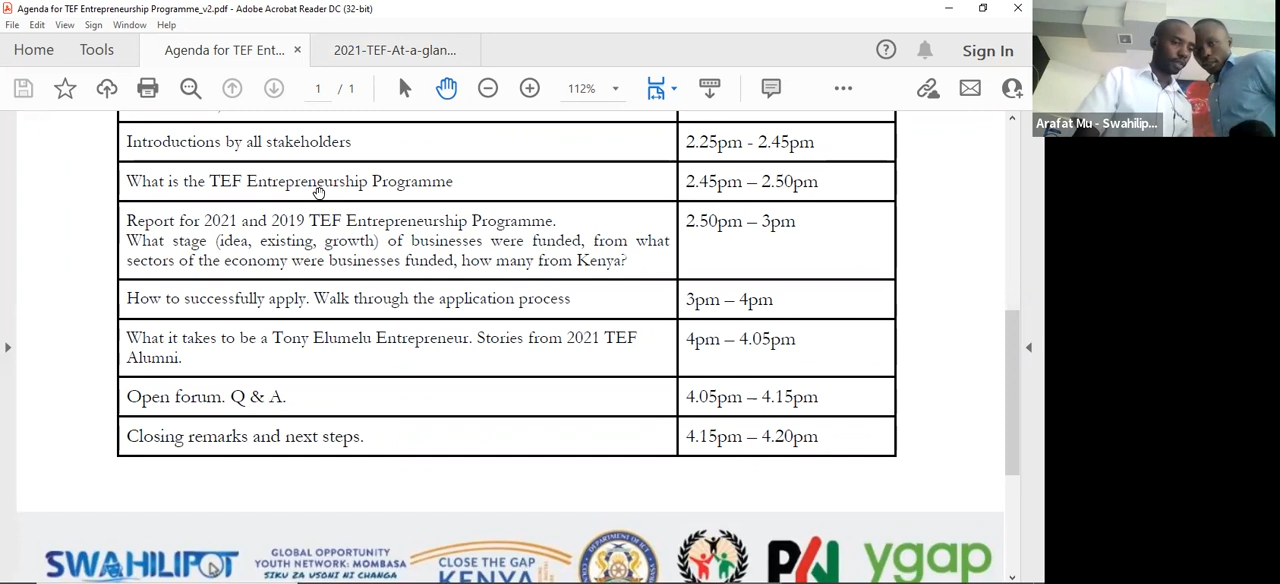 Agenda for TEF Entrepreneurship Programme_v2.pdf - Adobe Acrobat Reader DC (32-bit)
File Edit View Sign Window Help
Home Tools Agenda for TEF Ent... × 2021-TEF-At-a-glan... Sign In
1 / 1 112%
Arafat Mu - Swahilip...
Introductions by all stakeholders 2.25pm - 2.45pm
What is the TEF Entrepreneurship Programme 2.45pm – 2.50pm
Report for 2021 and 2019 TEF Entrepreneurship Programme. 2.50pm – 3pm
What stage (idea, existing, growth) of businesses were funded, from what
sectors of the economy were businesses funded, how many from Kenya?
How to successfully apply. Walk through the application process 3pm – 4pm
What it takes to be a Tony Elumelu Entrepreneur. Stories from 2021 TEF 4pm – 4.05pm
Alumni.
Open forum. Q & A. 4.05pm – 4.15pm
Closing remarks and next steps. 4.15pm – 4.20pm
SWAHILIPOT
GLOBAL OPPORTUNITY
YOUTH NETWORK: MOMBASA
SIKU ZA USONI NI CHANGA
CLOSE THE GAP
KENYA
ygap